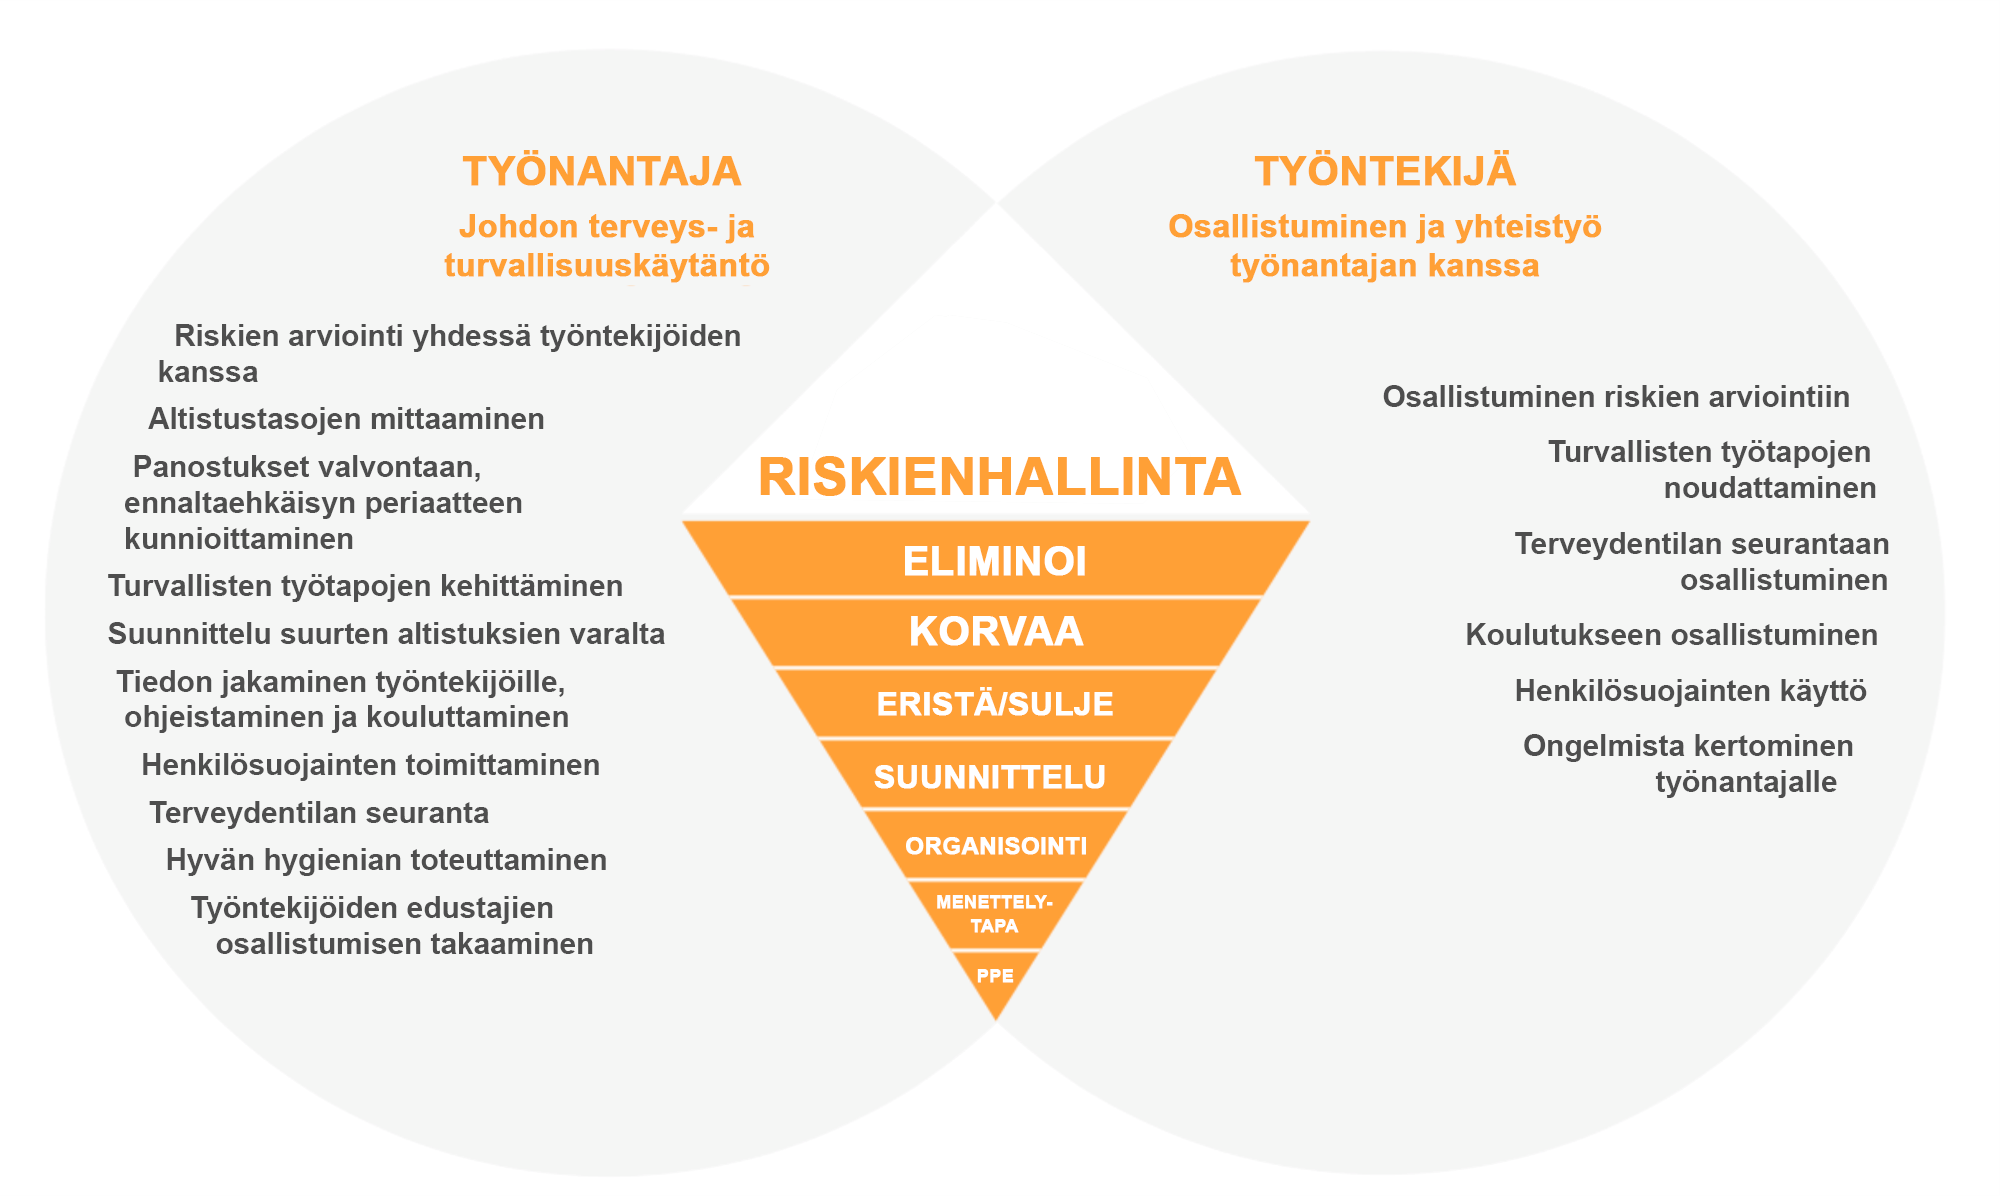 TYÖNANTAJA
Johdon terveys- ja
turvallisuuskäytäntö
Riskien arviointi yhdessä työntekijöiden
kanssa
Altistustasojen mittaaminen
Panostukset valvontaan,
ennaltaehkäisyn periaatteen
kunnioittaminen
Turvallisten työtapojen kehittäminen
Suunnittelu suurten altistuksien varalta
Tiedon jakaminen työntekijöille,
ohjeistaminen ja kouluttaminen
Henkilösuojainten toimittaminen
Terveydentilan seuranta
Hyvän hygienian toteuttaminen
Työntekijöiden edustajien
osallistumisen takaaminen
RISKIENHALLINTA
ELIMINOI
KORVAA
ERISTÄ/SULJE
SUUNNITTELU
ORGANISOINTI
MENETTELY-
TAPA
PPE
TYÖNTEKIJÄ
Osallistuminen ja yhteistyö
työnantajan kanssa
Osallistuminen riskien arviointiin
Turvallisten työtapojen
noudattaminen
Terveydentilan seurantaan
osallistuminen
Koulutukseen osallistuminen
Henkilösuojainten käyttö
Ongelmista kertominen
työnantajalle